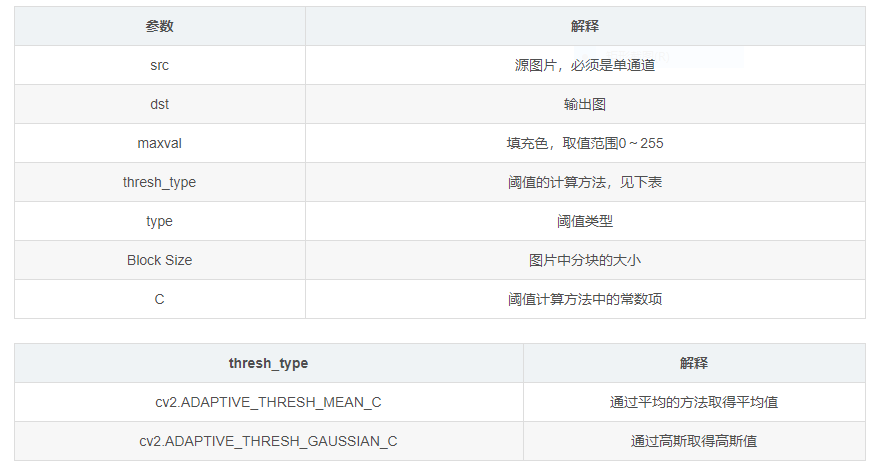 参数 解释
src 源图片，必须是单通道
dst 输出图
maxval 填充色，取值范围0～255
thresh_type 阈值的计算方法，见下表
type 阈值类型
Block Size 图片中分块的大小
C 阈值计算方法中的常数项
thresh_type 解释
cv2.ADAPTIVE_THRESH_MEAN_C 通过平均的方法取得平均值
cv2.ADAPTIVE_THRESH_GAUSSIAN_C 通过高斯取得高斯值